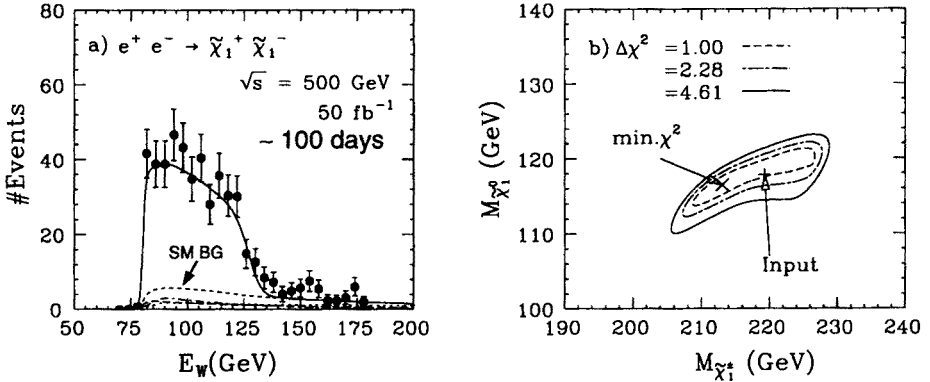 80
60
40
20
0
#Events
a) e⁺ e⁻ → χ̃₁⁺ χ̃₁⁻
√s = 500 GeV
50 fb⁻¹
~ 100 days
SM BG
50 75 100 125 150 175 200
E_W(GeV)
140
130
120
110
100
M_χ̃₁⁰ (GeV)
b) Δχ² =1.00
=2.28
=4.61
min.χ²
Input
190 200 210 220 230 240
M_χ̃₁± (GeV)